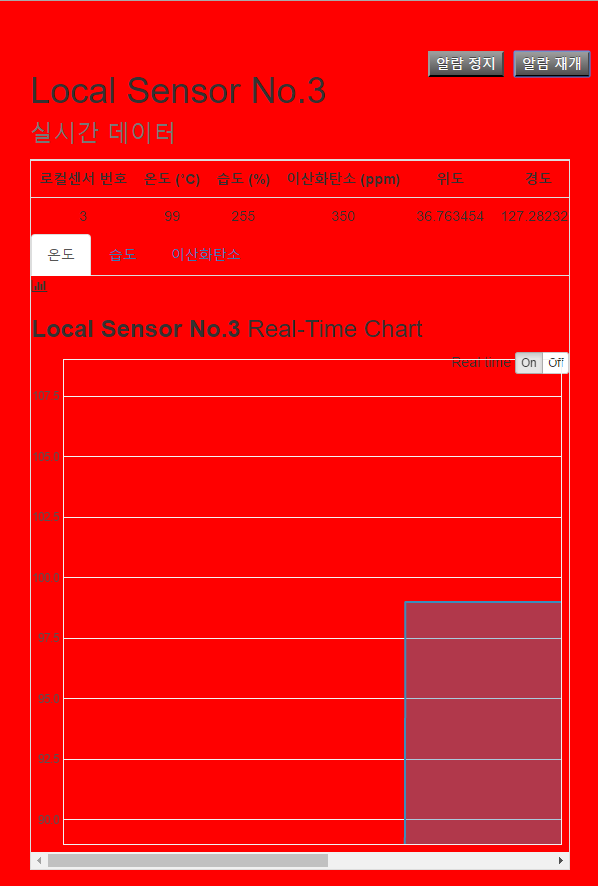 알람 정지 알람 재개
Local Sensor No.3
실시간 데이터
로컬센서 번호 온도 (˚C) 습도 (%) 이산화탄소 (ppm) 위도 경도
3 99 255 350 36.763454 127.28232
온도 습도 이산화탄소
Local Sensor No.3 Real-Time Chart
Real time On Off
107.5
105.0
102.5
100.0
97.5
95.0
92.5
90.0